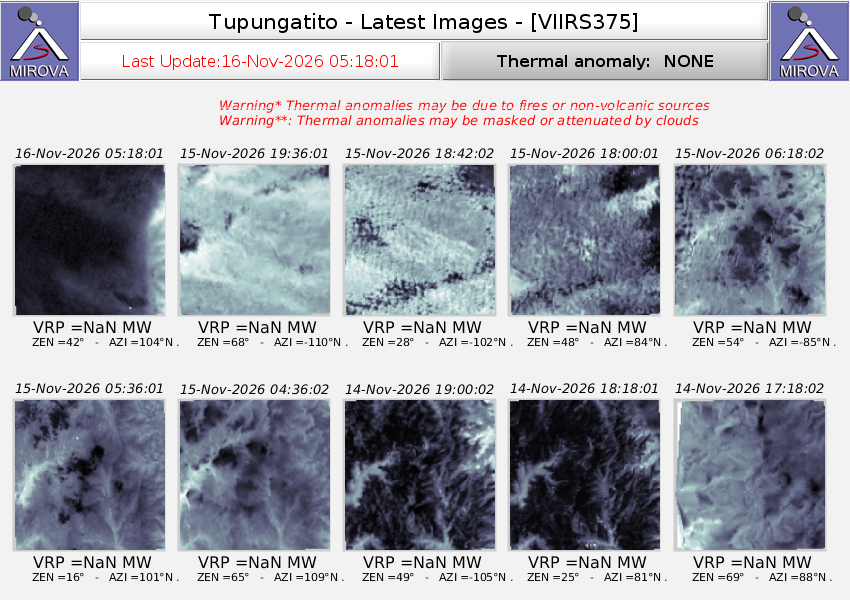 Tupungatito - Latest Images - [VIIRS375]
MIROVA
Last Update:16-Nov-2026 05:18:01
Thermal anomaly: NONE
MIROVA
Warning* Thermal anomalies may be due to fires or non-volcanic sources
Warning**: Thermal anomalies may be masked or attenuated by clouds
16-Nov-2026 05:18:01 15-Nov-2026 19:36:01 15-Nov-2026 18:42:02 15-Nov-2026 18:00:01 15-Nov-2026 06:18:02
VRP =NaN MW VRP =NaN MW VRP =NaN MW VRP =NaN MW VRP =NaN MW
ZEN =42° - AZI =104°N . ZEN =68° - AZI =-110°N . ZEN =28° - AZI =-102°N . ZEN =48° - AZI =84°N . ZEN =54° - AZI =-85°N .
15-Nov-2026 05:36:01 15-Nov-2026 04:36:02 14-Nov-2026 19:00:02 14-Nov-2026 18:18:01 14-Nov-2026 17:18:02
VRP =NaN MW VRP =NaN MW VRP =NaN MW VRP =NaN MW VRP =NaN MW
ZEN =16° - AZI =101°N . ZEN =65° - AZI =109°N . ZEN =49° - AZI =-105°N . ZEN =25° - AZI =81°N . ZEN =69° - AZI =88°N .